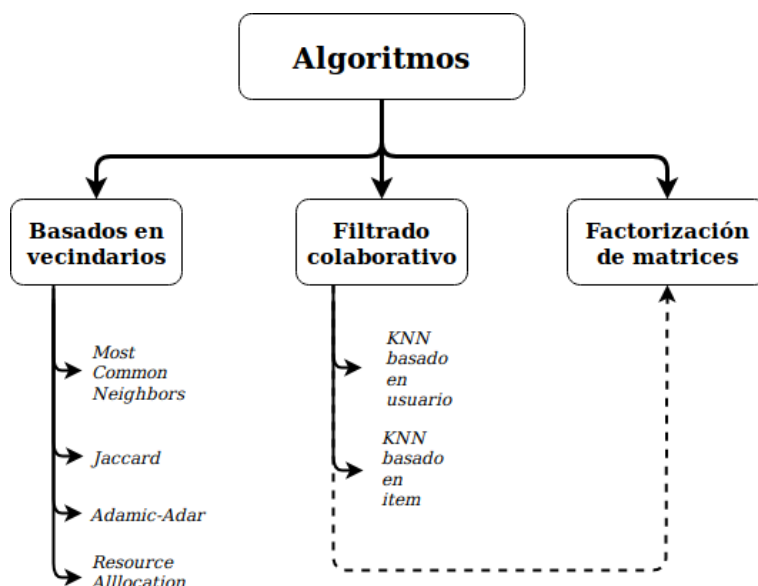 Algoritmos
Basados en
vecindarios
Filtrado
colaborativo
Factorización
de matrices
Most
Common
Neighbors
Jaccard
Adamic-Adar
Resource
Alllocation
KNN
basado
en
usuario
KNN
basado
en
item